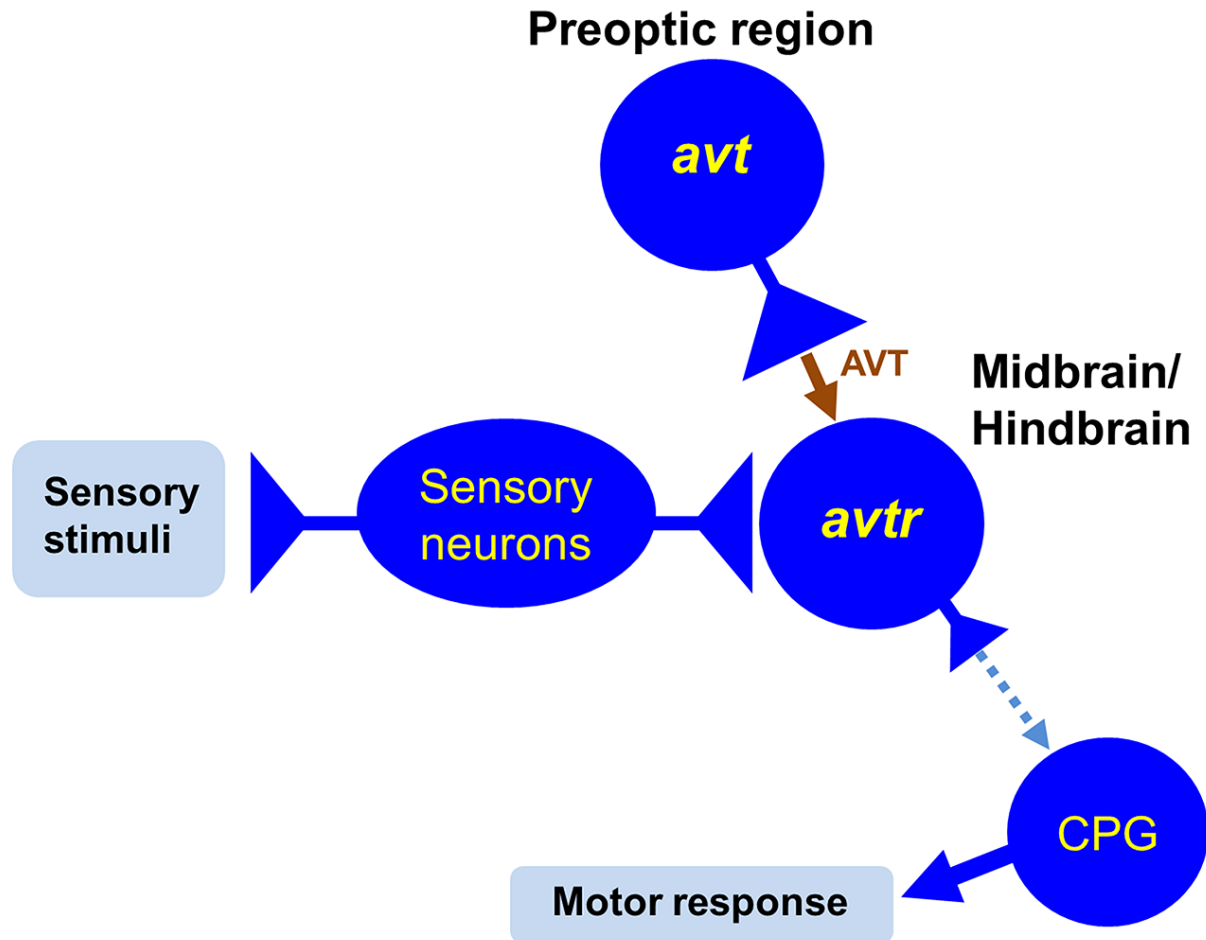 Preoptic region
avt
AVT
Midbrain/
Hindbrain
Sensory
stimuli
Sensory
neurons
avtr
CPG
Motor response